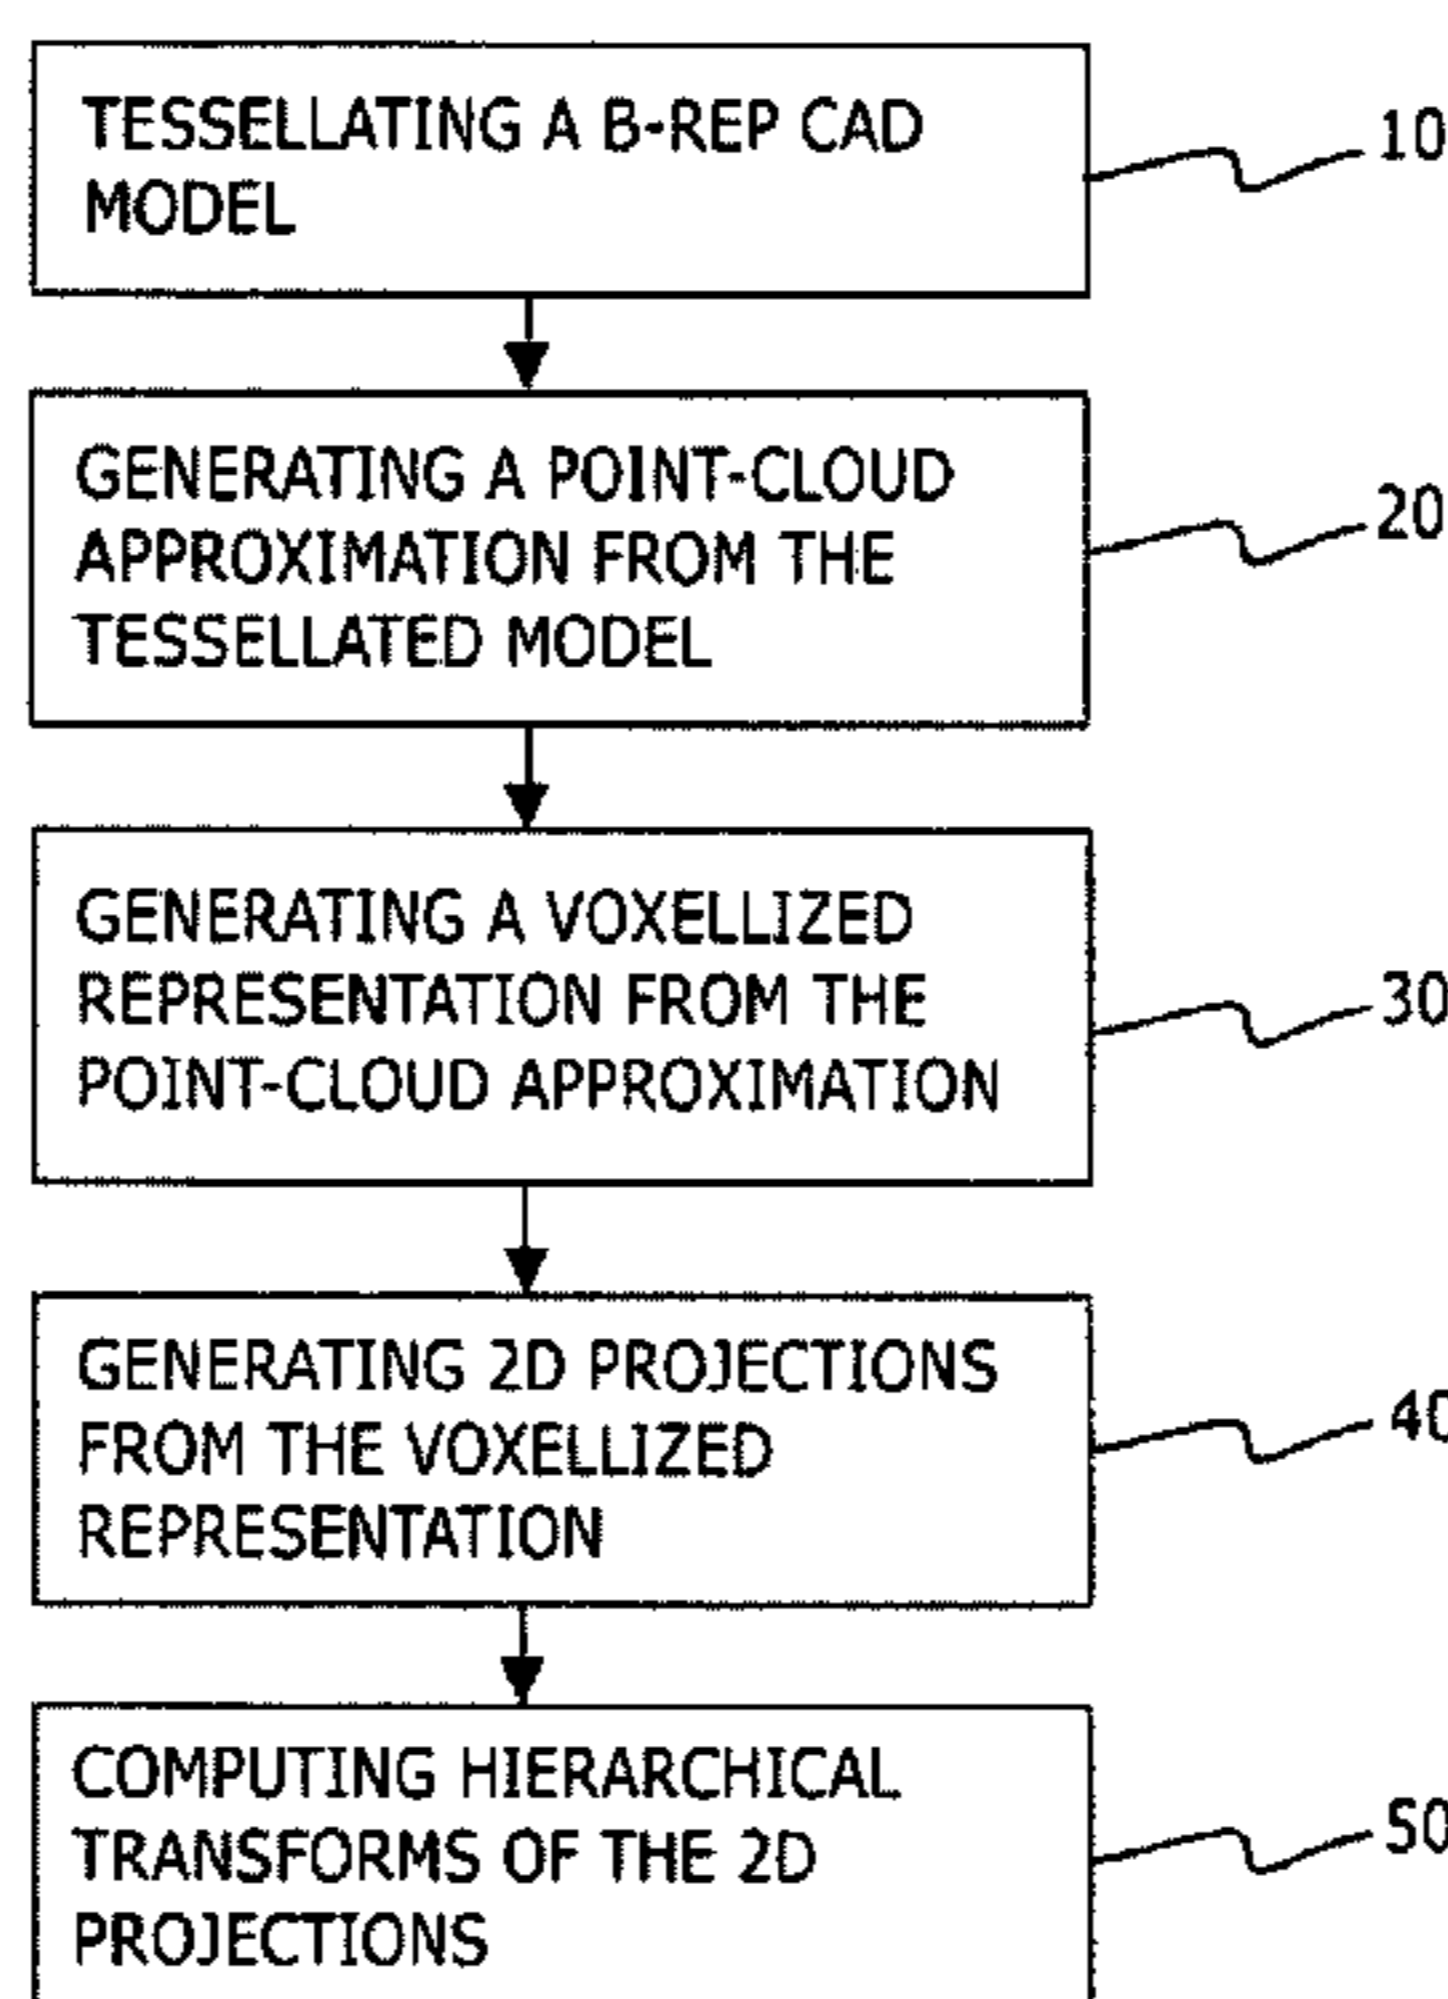 TESSELLATING A B-REP CAD
MODEL
10
GENERATING A POINT-CLOUD
APPROXIMATION FROM THE
TESSELLATED MODEL
20
GENERATING A VOXELLIZED
REPRESENTATION FROM THE
POINT-CLOUD APPROXIMATION
30
GENERATING 2D PROJECTIONS
FROM THE VOXELLIZED
REPRESENTATION
40
COMPUTING HIERARCHICAL
TRANSFORMS OF THE 2D
PROJECTIONS
50